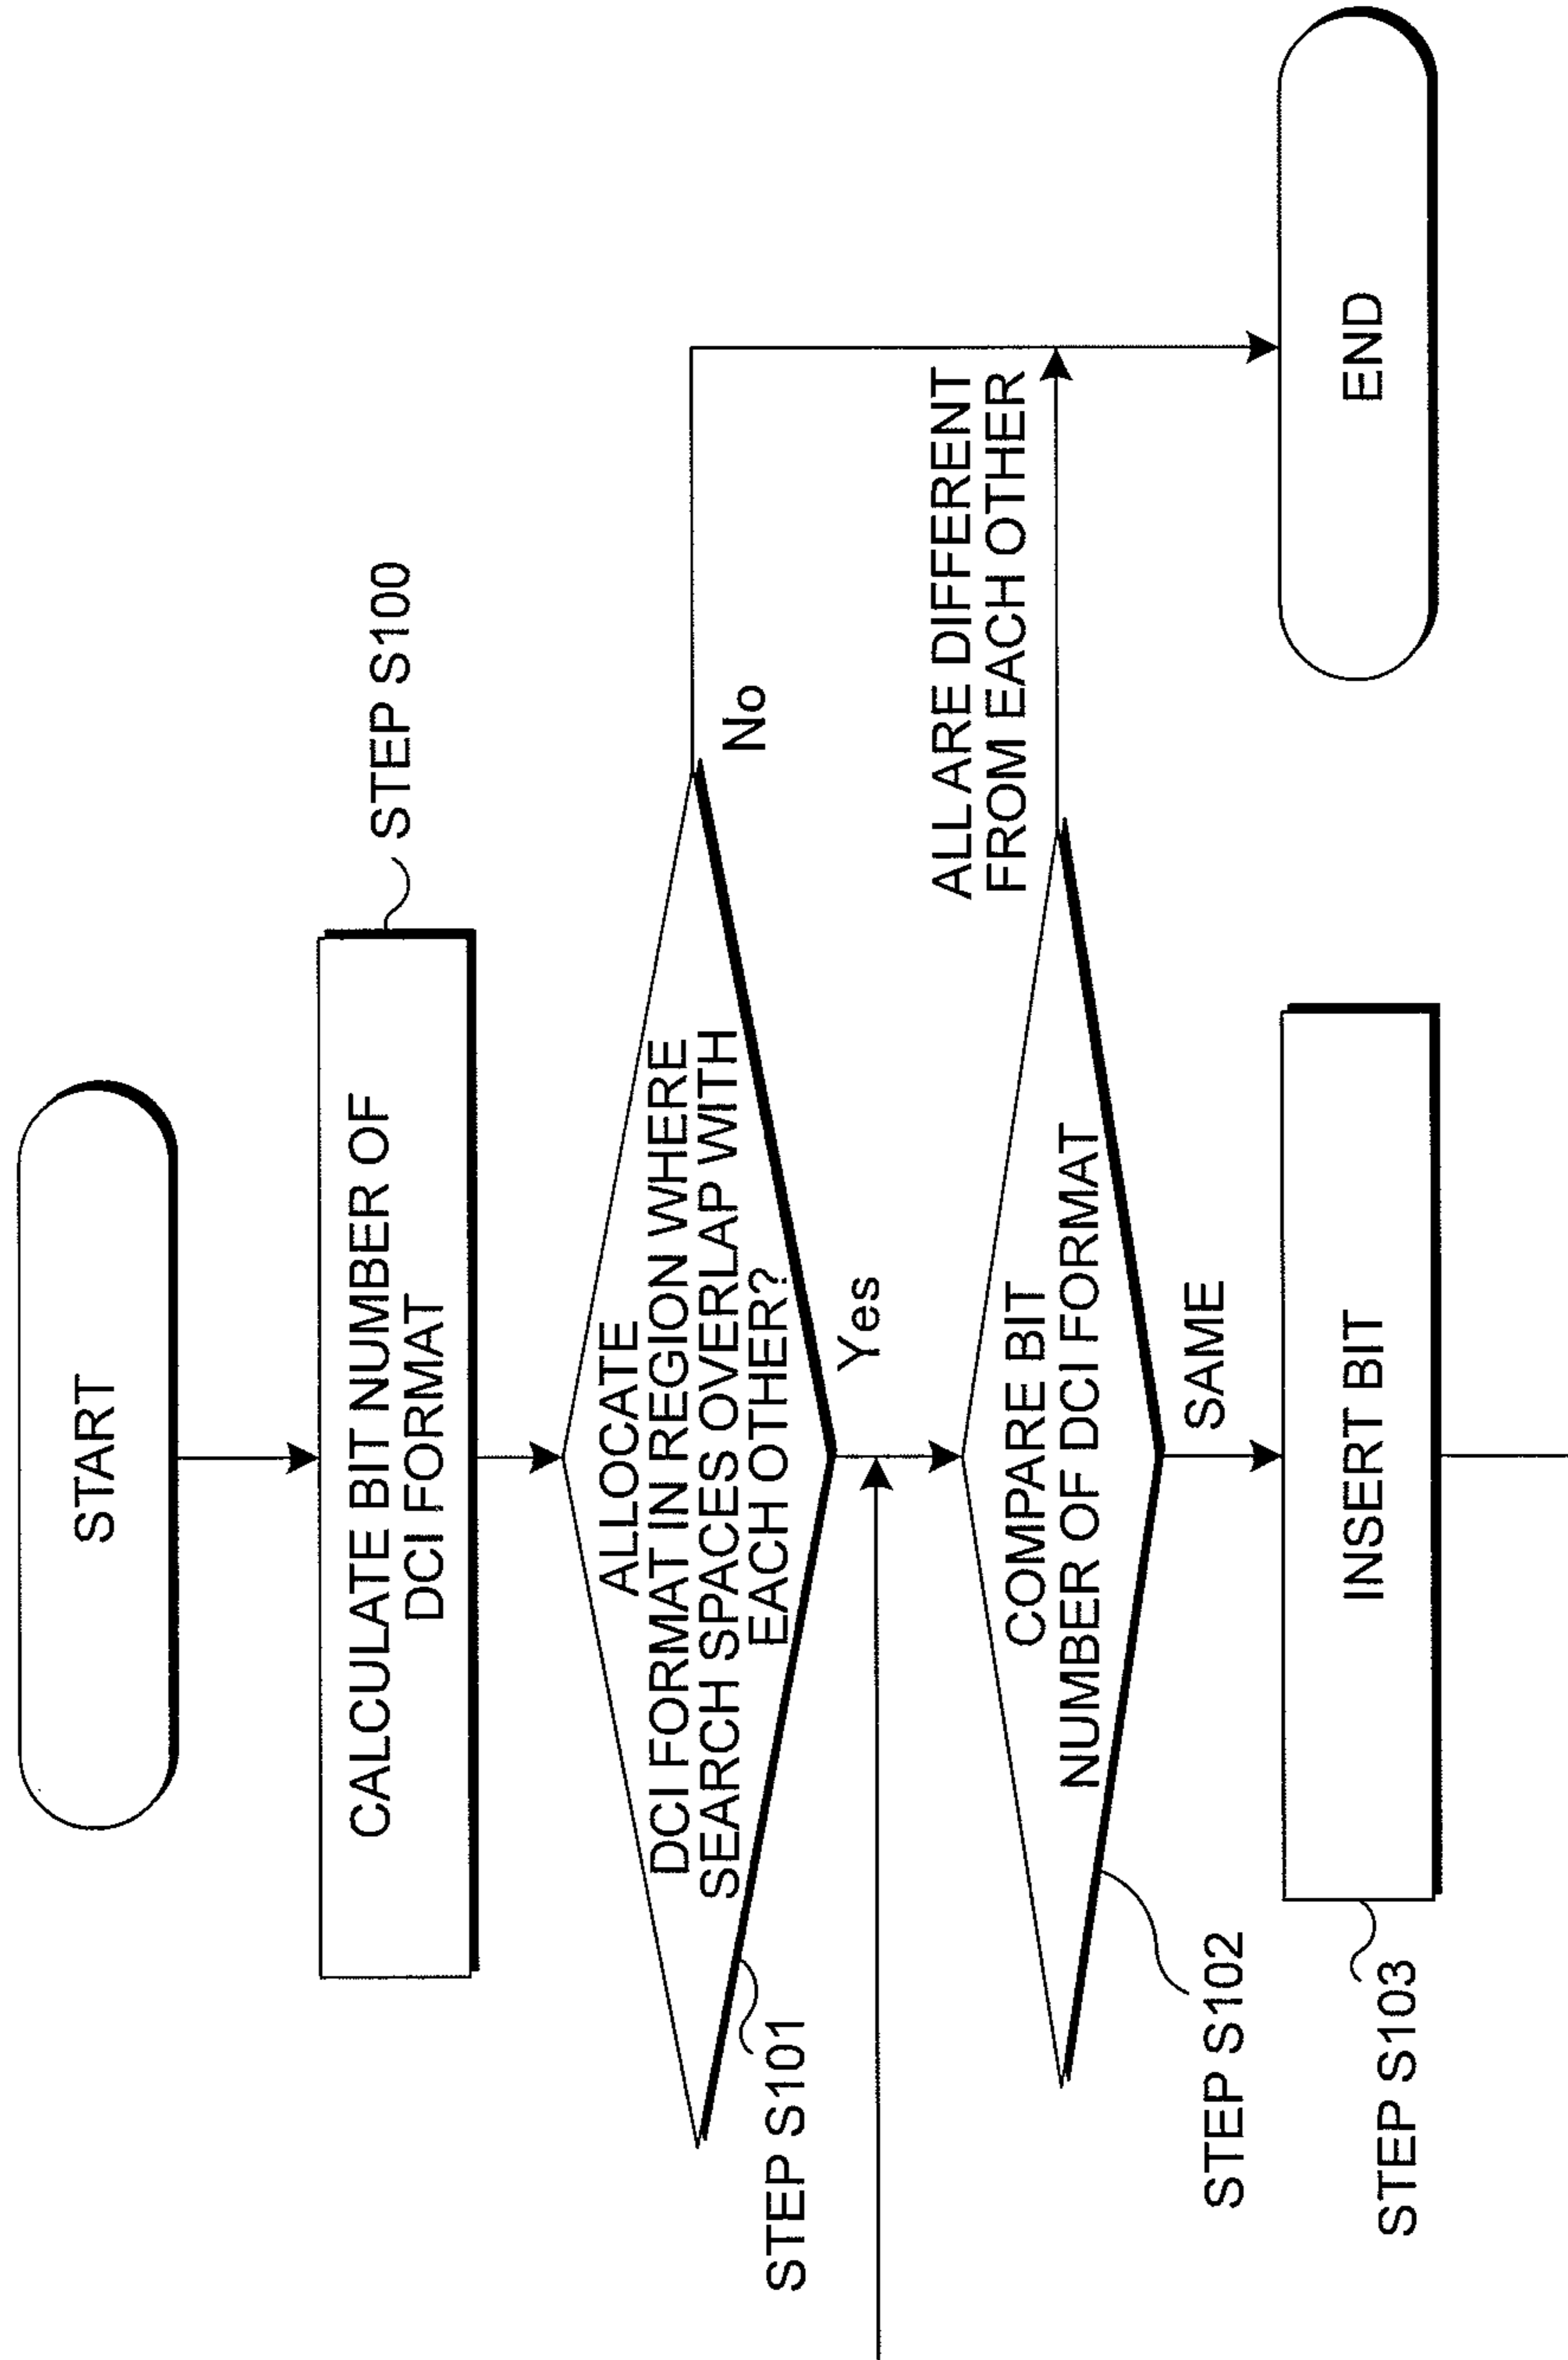 START
CALCULATE BIT NUMBER OF
DCI FORMAT
STEP S100
ALLOCATE
DCI FORMAT IN REGION WHERE
SEARCH SPACES OVERLAP WITH
EACH OTHER?
STEP S101
No
Yes
COMPARE BIT
NUMBER OF DCI FORMAT
STEP S102
ALL ARE DIFFERENT
FROM EACH OTHER
SAME
INSERT BIT
STEP S103
END